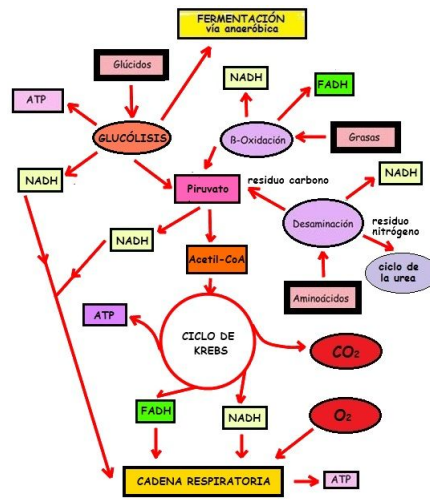 FERMENTACIÓN
vía anaeróbica
Glúcidos
NADH
FADH
ATP
GLUCÓLISIS
ß-Oxidación
Grasas
NADH
NADH
Piruvato
residuo carbono
Desaminación
residuo
nitrógeno
NADH
Acetil-CoA
ciclo de
la urea
Aminoácidos
ATP
CICLO DE
KREBS
CO2
FADH
NADH
O2
CADENA RESPIRATORIA
ATP